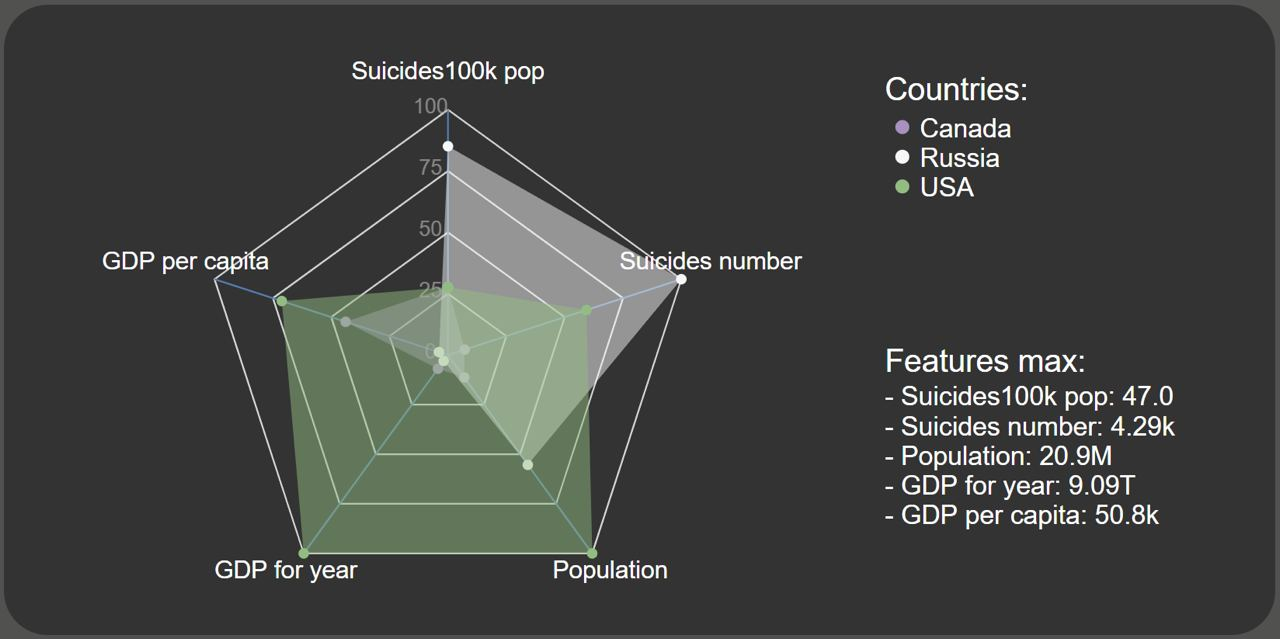 Suicides100k pop
100
75
50
25
0
GDP per capita
Suicides number
GDP for year
Population
Countries:
Canada
Russia
USA
Features max:
- Suicides100k pop: 47.0
- Suicides number: 4.29k
- Population: 20.9M
- GDP for year: 9.09T
- GDP per capita: 50.8k